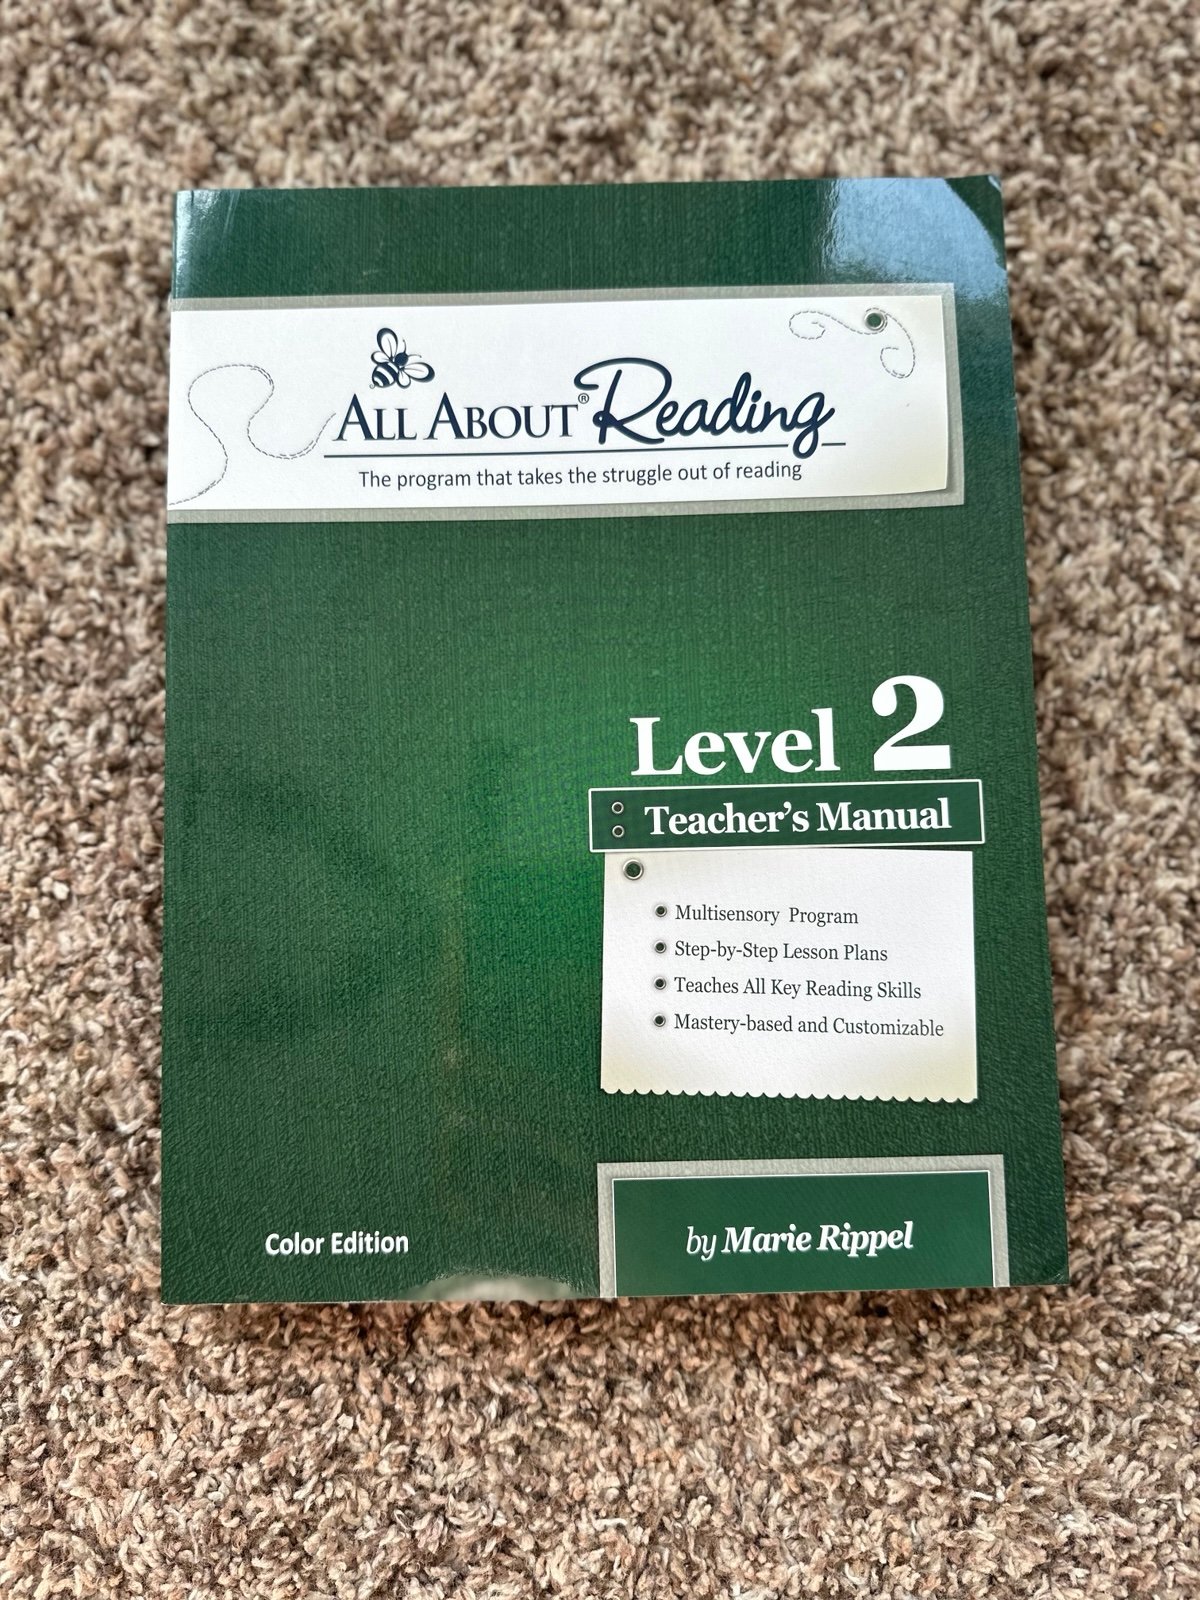 All About® Reading
The program that takes the struggle out of reading
Level 2
Teacher's Manual
Multisensory Program
Step-by-Step Lesson Plans
Teaches All Key Reading Skills
Mastery-based and Customizable
Color Edition
by Marie Rippel